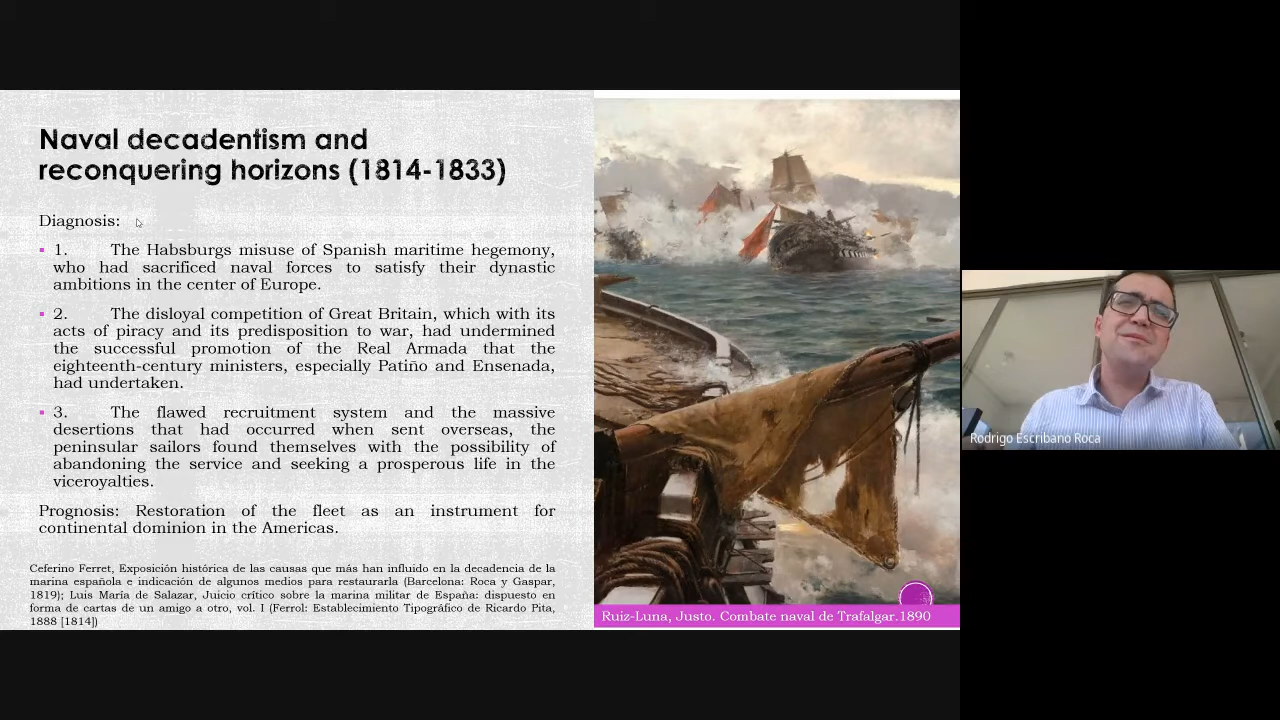 Naval decadentism and
reconquering horizons (1814-1833)
Diagnosis:
1. The Habsburgs misuse of Spanish maritime hegemony,
who had sacrificed naval forces to satisfy their dynastic
ambitions in the center of Europe.
2. The disloyal competition of Great Britain, which with its
acts of piracy and its predisposition to war, had undermined
the successful promotion of the Real Armada that the
eighteenth-century ministers, especially Patiño and Ensenada,
had undertaken.
3. The flawed recruitment system and the massive
desertions that had occurred when sent overseas, the
peninsular sailors found themselves with the possibility of
abandoning the service and seeking a prosperous life in the
viceroyalties.
Prognosis: Restoration of the fleet as an instrument for
continental dominion in the Americas.
Ceferino Ferret, Exposición histórica de las causas que más han influido en la decadencia de la
marina española e indicación de algunos medios para restaurarla (Barcelona: Roca y Gaspar,
1819); Luis María de Salazar, Juicio crítico sobre la marina militar de España: dispuesto en
forma de cartas de un amigo á otro, vol. I (Ferrol: Establecimiento Tipográfico de Ricardo Pita,
1888 [1814])
Ruiz-Luna, Justo. Combate naval de Trafalgar.1890
Rodrigo Escribano Roca